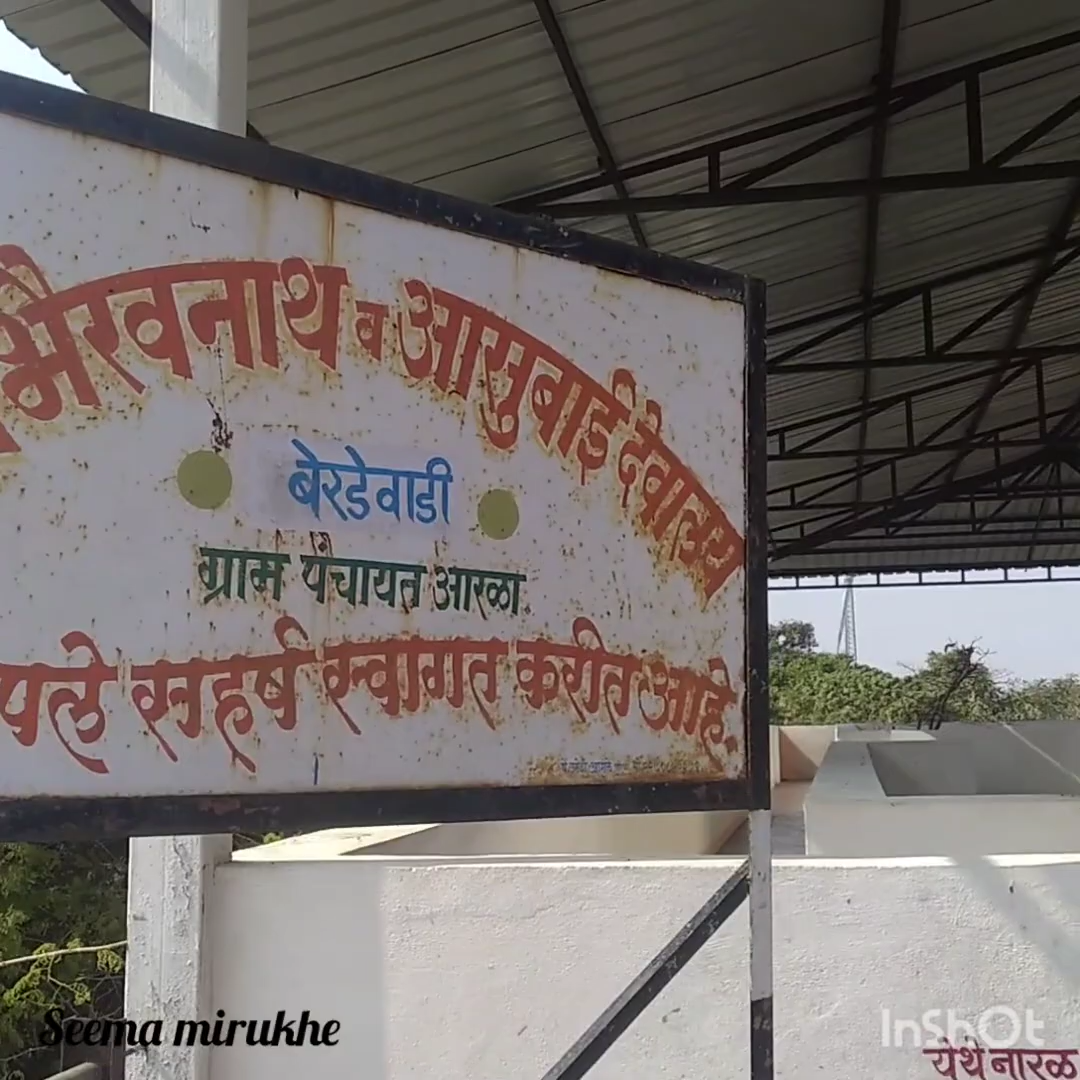 भैरवनाथ व आसुबाई देवालय
बेरडेवाडी
ग्राम पंचायत आरळा
पले सहर्ष स्वागत करीत आहे.
येथे नारळ
Seema mirukhe
InShOt